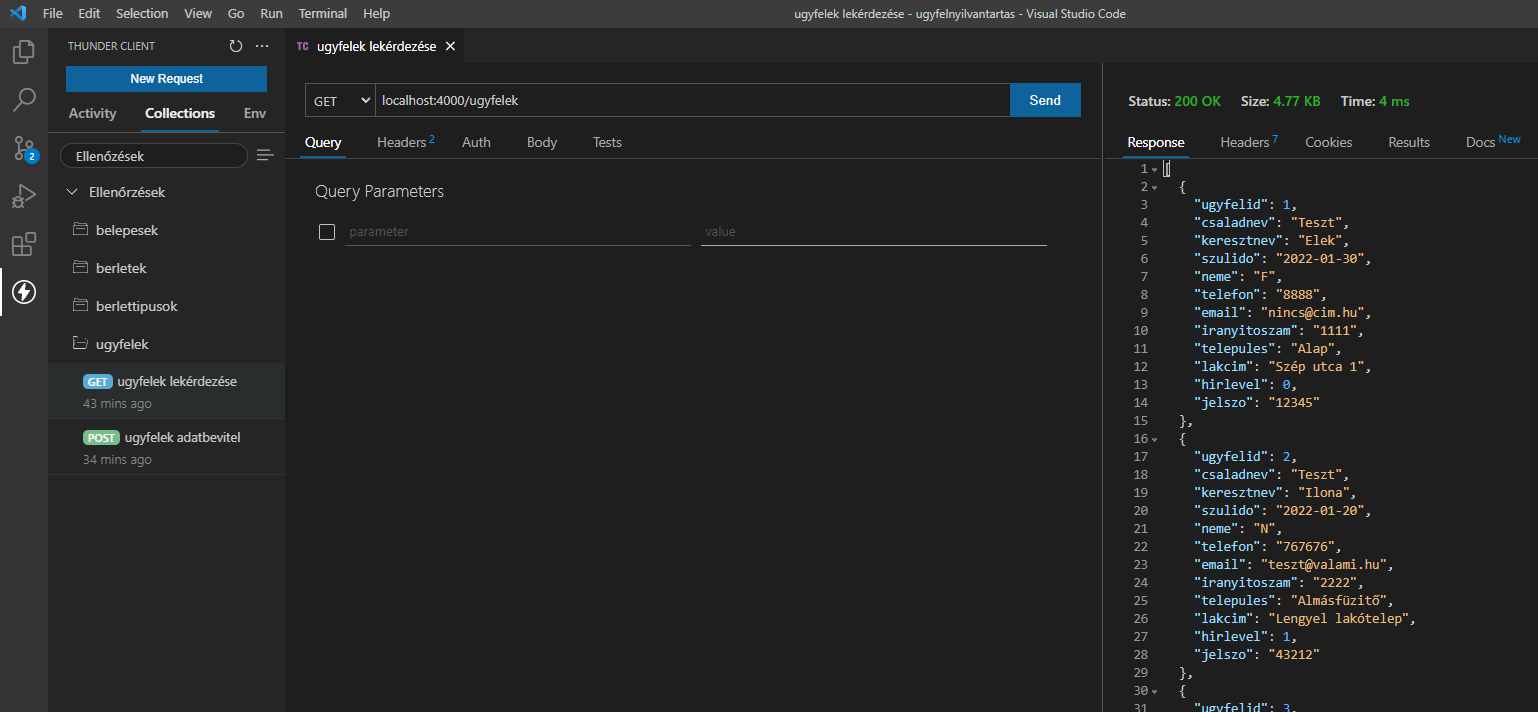 File Edit Selection View Go Run Terminal Help
ugyfelek lekérdezése - ugyfelnyilvantartas - Visual Studio Code
THUNDER CLIENT
New Request
Activity Collections Env
Ellenőzések
Ellenőrzések
belepesek
berletek
berlettipusok
ugyfelek
GET ugyfelek lekérdezése
43 mins ago
POST ugyfelek adatbevitel
34 mins ago
2
TC ugyfelek lekérdezése
GET localhost:4000/ugyfelek Send
Query Headers 2 Auth Body Tests
Query Parameters
parameter value
Status: 200 OK Size: 4.77 KB Time: 4 ms
Response Headers 7 Cookies Results Docs New
1 [
2 {
3 "ugyfelid": 1,
4 "csaladnev": "Teszt",
5 "keresztnev": "Elek",
6 "szulido": "2022-01-30",
7 "neme": "F",
8 "telefon": "8888",
9 "email": "nincs@cim.hu",
10 "iranyitoszam": "1111",
11 "telepules": "Alap",
12 "lakcim": "Szép utca 1",
13 "hirlevel": 0,
14 "jelszo": "12345"
15 },
16 {
17 "ugyfelid": 2,
18 "csaladnev": "Teszt",
19 "keresztnev": "Ilona",
20 "szulido": "2022-01-20",
21 "neme": "N",
22 "telefon": "767676",
23 "email": "teszt@valami.hu",
24 "iranyitoszam": "2222",
25 "telepules": "Almásfüzitő",
26 "lakcim": "Lengyel lakótelep",
27 "hirlevel": 1,
28 "jelszo": "43212"
29 },
30 {
31 "ugyfelid": 3,